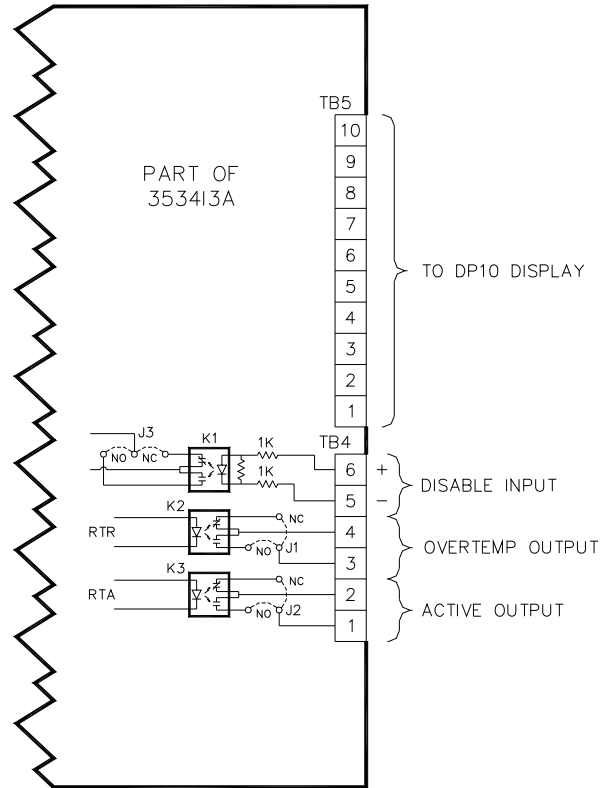 TB5
10
9
8
7
6
5
4
3
2
1
PART OF
353413A
TO DP10 DISPLAY
TB4
J3
NO
NC
K1
1K
1K
6
+
5
−
DISABLE INPUT
K2
RTR
NC
NO
J1
4
3
OVERTEMP OUTPUT
K3
RTA
NC
NO
J2
2
1
ACTIVE OUTPUT